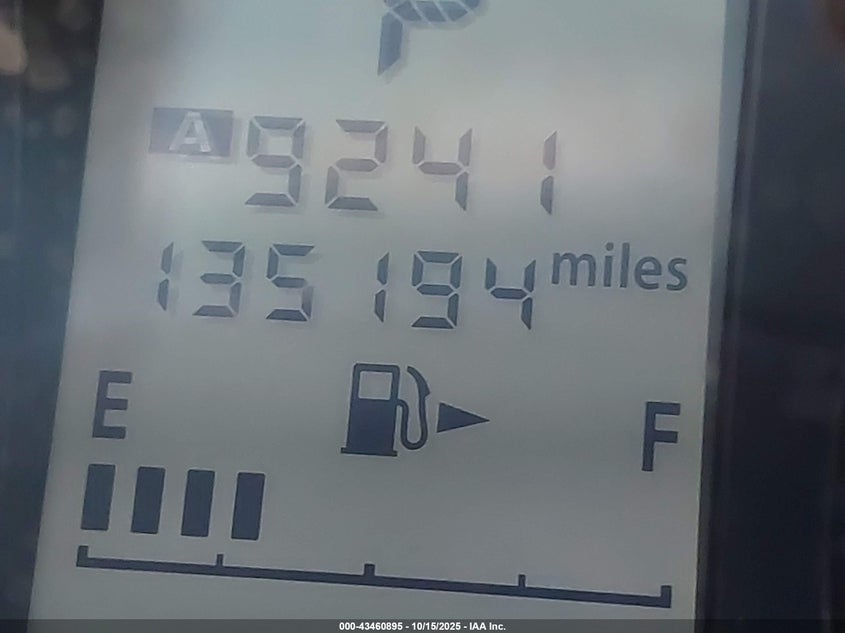 P
A 9241
135194 miles
E F
000-43460895 - 10/15/2025 - IAA Inc.